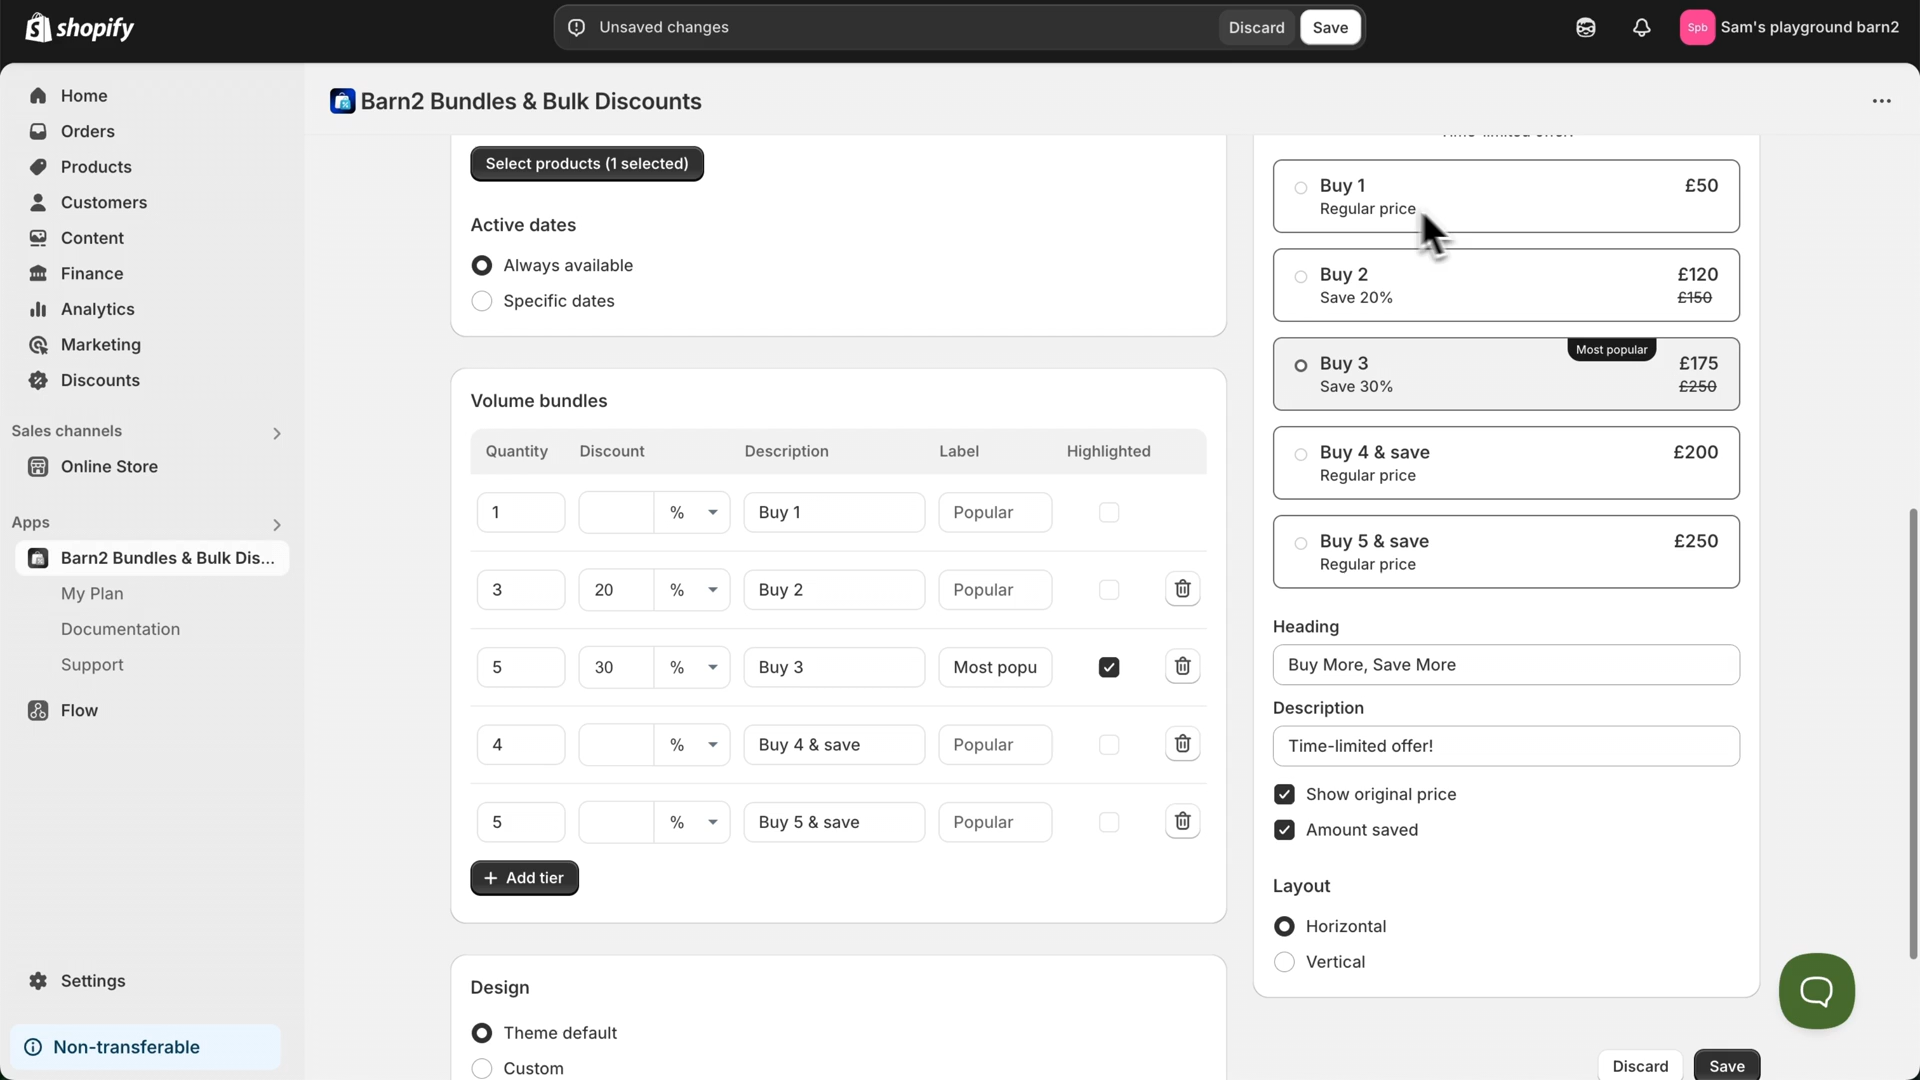 shopify
Unsaved changes
Discard
Save
Spb
Sam's playground barn2
Home
Orders
Products
Customers
Content
Finance
Analytics
Marketing
Discounts
Sales channels
Online Store
Apps
Barn2 Bundles & Bulk Dis...
My Plan
Documentation
Support
Flow
Settings
Non-transferable
Barn2 Bundles & Bulk Discounts
Select products (1 selected)
Active dates
Always available
Specific dates
Volume bundles
Quantity Discount Description Label Highlighted
1 % Buy 1 Popular
3 20 % Buy 2 Popular
5 30 % Buy 3 Most popu
4 % Buy 4 & save Popular
5 % Buy 5 & save Popular
+ Add tier
Design
Theme default
Custom
Time-limited offer!
Buy 1 £50
Regular price
Buy 2 £120
Save 20% £150
Most popular
Buy 3 £175
Save 30% £250
Buy 4 & save £200
Regular price
Buy 5 & save £250
Regular price
Heading
Buy More, Save More
Description
Time-limited offer!
Show original price
Amount saved
Layout
Horizontal
Vertical
Discard
Save